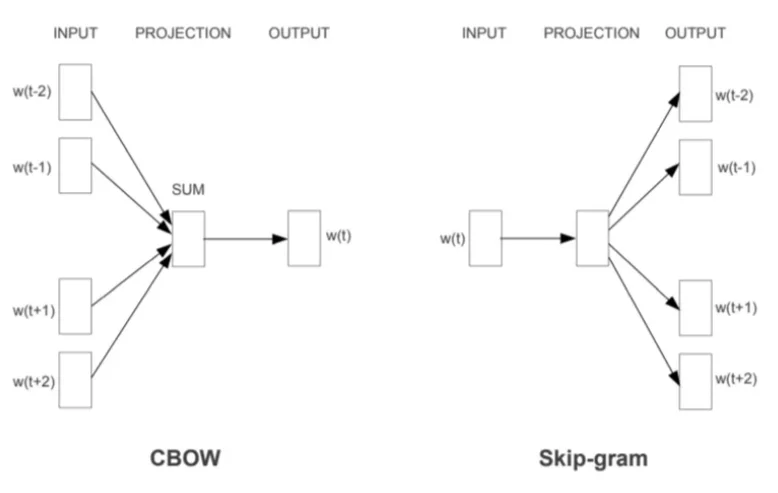 INPUT PROJECTION OUTPUT
w(t-2)
w(t-1)
SUM
w(t)
w(t+1)
w(t+2)
CBOW
INPUT PROJECTION OUTPUT
w(t-2)
w(t-1)
w(t)
w(t+1)
w(t+2)
Skip-gram